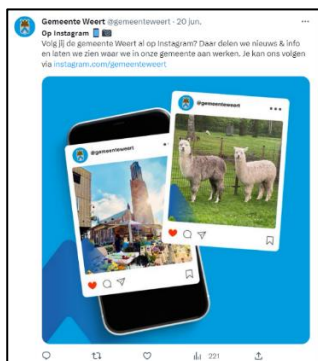 Gemeente Weert @gemeenteweert · 20 jun.
Op Instagram
Volg jij de gemeente Weert al op Instagram? Daar delen we nieuws & info
en laten we zien waar we in onze gemeente aan werken. Je kan ons volgen
via instagram.com/gemeenteweert
@gemeenteweert
@gemeenteweert
221